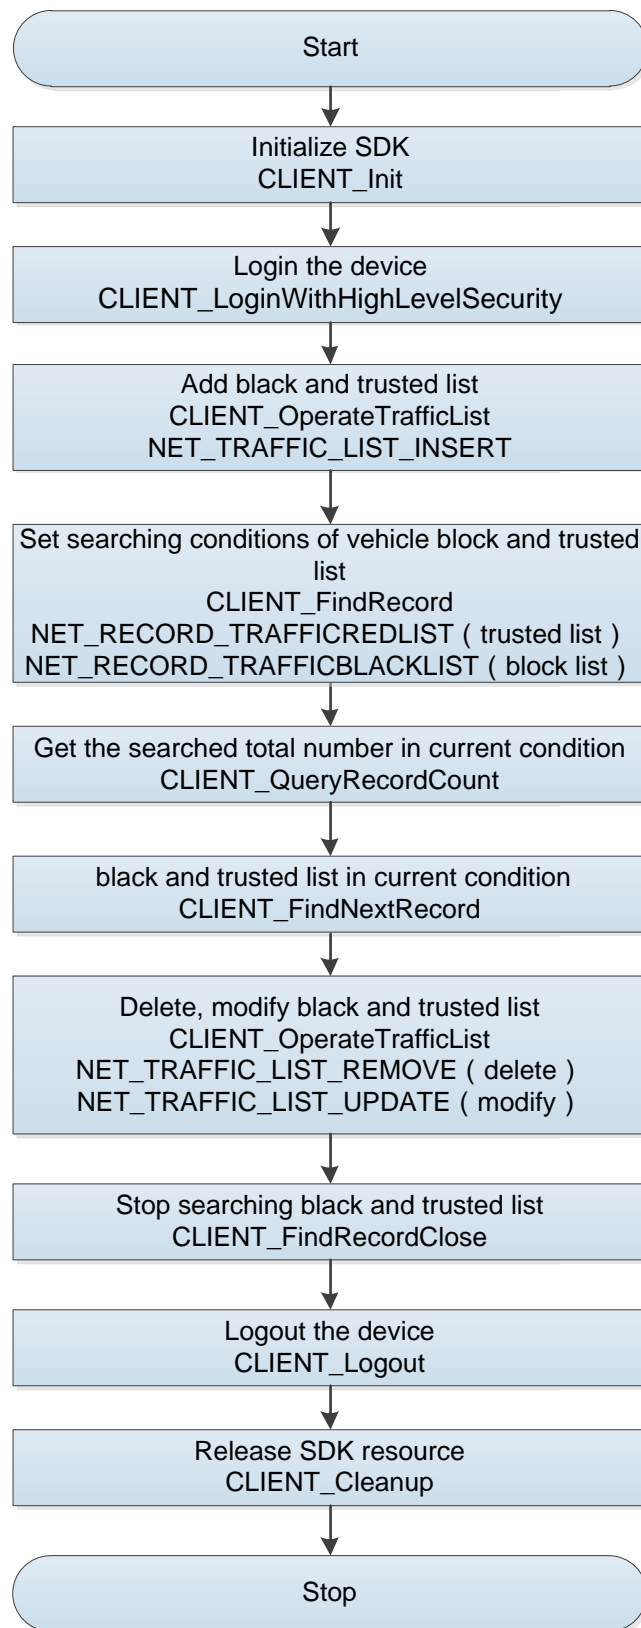 Start
Initialize SDK
CLIENT_Init
Login the device
CLIENT_LoginWithHighLevelSecurity
Add black and trusted list
CLIENT_OperateTrafficList
NET_TRAFFIC_LIST_INSERT
Set searching conditions of vehicle block and trusted
list
CLIENT_FindRecord
NET_RECORD_TRAFFICREDLIST ( trusted list )
NET_RECORD_TRAFFICBLACKLIST ( block list )
Get the searched total number in current condition
CLIENT_QueryRecordCount
black and trusted list in current condition
CLIENT_FindNextRecord
Delete, modify black and trusted list
CLIENT_OperateTrafficList
NET_TRAFFIC_LIST_REMOVE ( delete )
NET_TRAFFIC_LIST_UPDATE ( modify )
Stop searching black and trusted list
CLIENT_FindRecordClose
Logout the device
CLIENT_Logout
Release SDK resource
CLIENT_Cleanup
Stop